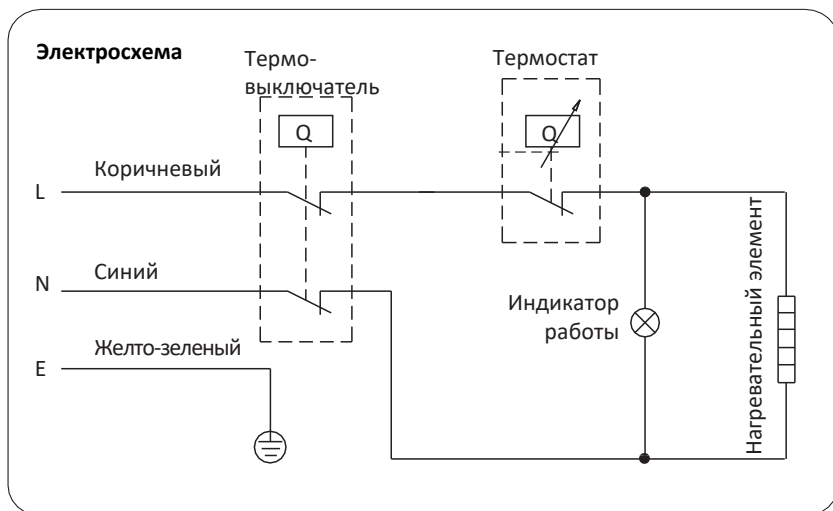 Электросхема
Термо-
выключатель
Термостат
Q
Q
Коричневый
L
Синий
N
Желто-зеленый
E
Индикатор
работы
Нагревательный элемент